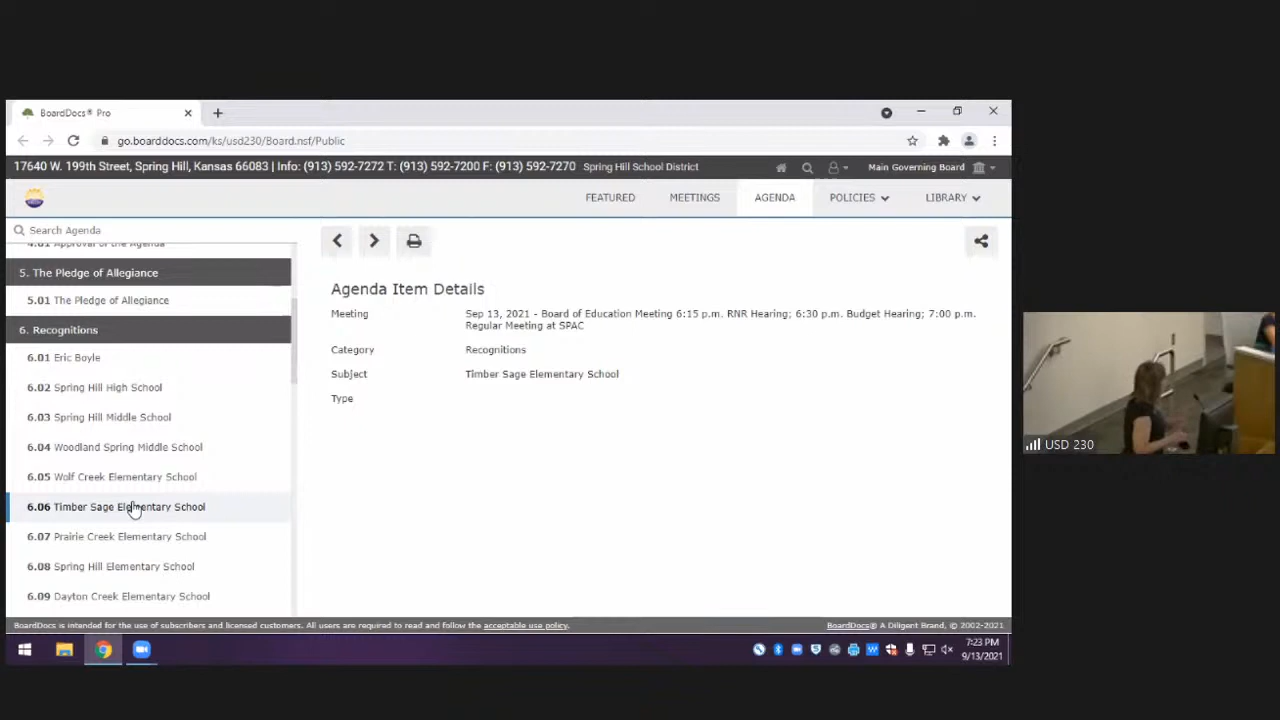 BoardDocs® Pro
go.boarddocs.com/ks/usd230/Board.nsf/Public
17640 W. 199th Street, Spring Hill, Kansas 66083 | Info: (913) 592-7272 T: (913) 592-7200 F: (913) 592-7270 Spring Hill School District
Main Governing Board
FEATURED MEETINGS AGENDA POLICIES LIBRARY
Search Agenda
4.01 Approval of the Agenda
5. The Pledge of Allegiance
5.01 The Pledge of Allegiance
6. Recognitions
6.01 Eric Boyle
6.02 Spring Hill High School
6.03 Spring Hill Middle School
6.04 Woodland Spring Middle School
6.05 Wolf Creek Elementary School
6.06 Timber Sage Elementary School
6.07 Prairie Creek Elementary School
6.08 Spring Hill Elementary School
6.09 Dayton Creek Elementary School
Agenda Item Details
Meeting Sep 13, 2021 - Board of Education Meeting 6:15 p.m. RNR Hearing; 6:30 p.m. Budget Hearing; 7:00 p.m.
Regular Meeting at SPAC
Category Recognitions
Subject Timber Sage Elementary School
Type
USD 230
BoardDocs is intended for the use of subscribers and licensed customers. All users are required to read and follow the acceptable use policy.
BoardDocs® A Diligent Brand, © 2002-2021
7:23 PM
9/13/2021